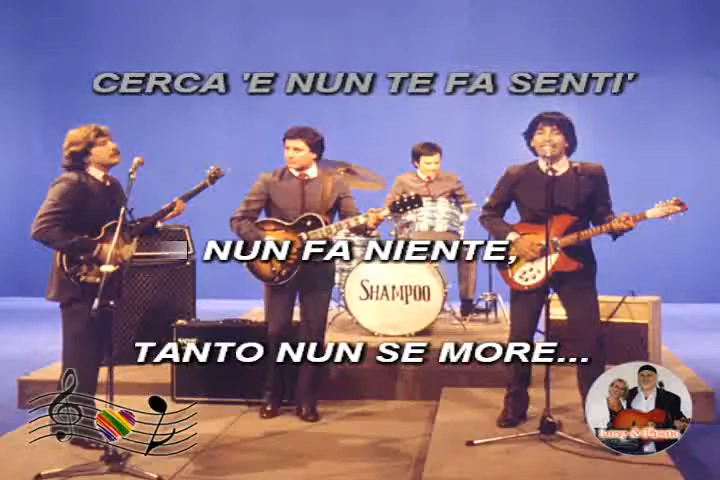 CERCA 'E NUN TE FA SENTI'
NUN FA NIENTE,
SHAMPOO
TANTO NUN SE MORE...